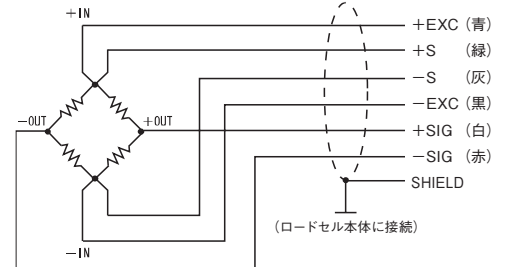 +IN
+EXC（青）
+S （緑）
−S （灰）
−EXC（黒）
−OUT
+OUT
+SIG （白）
−SIG （赤）
SHIELD
（ロードセル本体に接続）
−IN